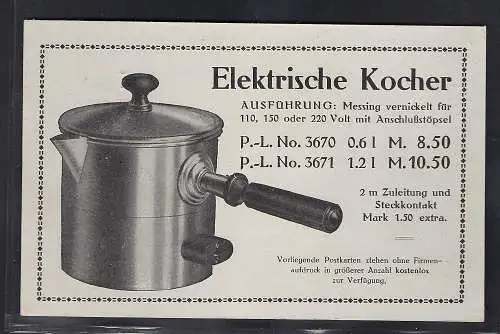 Elektrische Kocher
AUSFÜHRUNG: Messing vernickelt für
110, 150 oder 220 Volt mit Anschlußstöpsel
P.-L. No. 3670 0.6 l M. 8.50
P.-L. No. 3671 1.2 l M. 10.50
2 m Zuleitung und
Steckkontakt
Mark 1.50 extra.
Vorliegende Postkarten stehen ohne Firmen-
aufdruck in größerer Anzahl kostenlos
zur Verfügung.